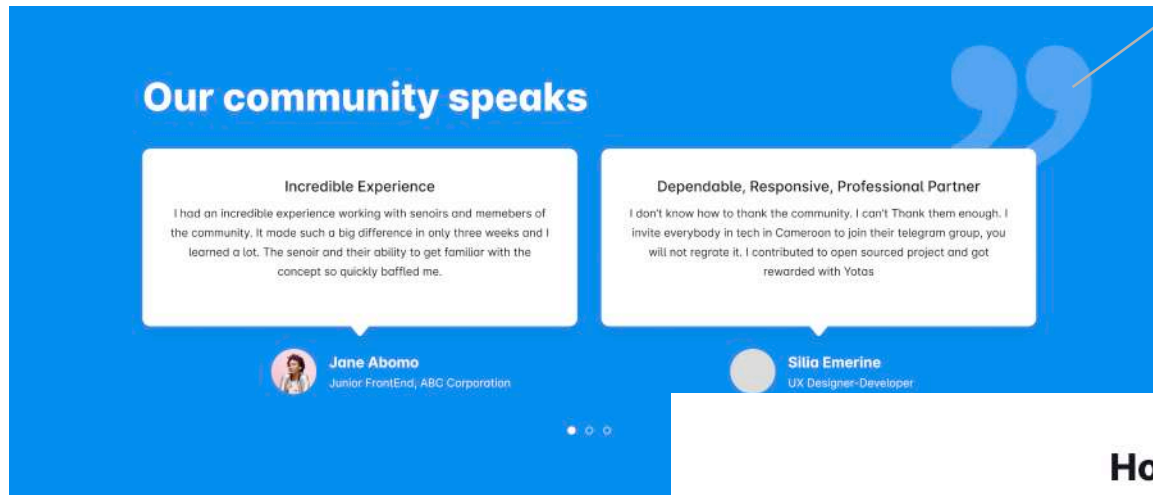 Our community speaks
Incredible Experience
I had an incredible experience working with senoirs and memebers of
the community. It made such a big difference in only three weeks and I
learned a lot. The senoir and their ability to get familiar with the
concept so quickly baffled me.
Jane Abomo
Junior FrontEnd, ABC Corporation
Dependable, Responsive, Professional Partner
I don't know how to thank the community. I can't Thank them enough. I
invite everybody in tech in Cameroon to join their telegram group, you
will not regrate it. I contributed to open sourced project and got
rewarded with Yotas
Silia Emerine
UX Designer-Developer
Ho